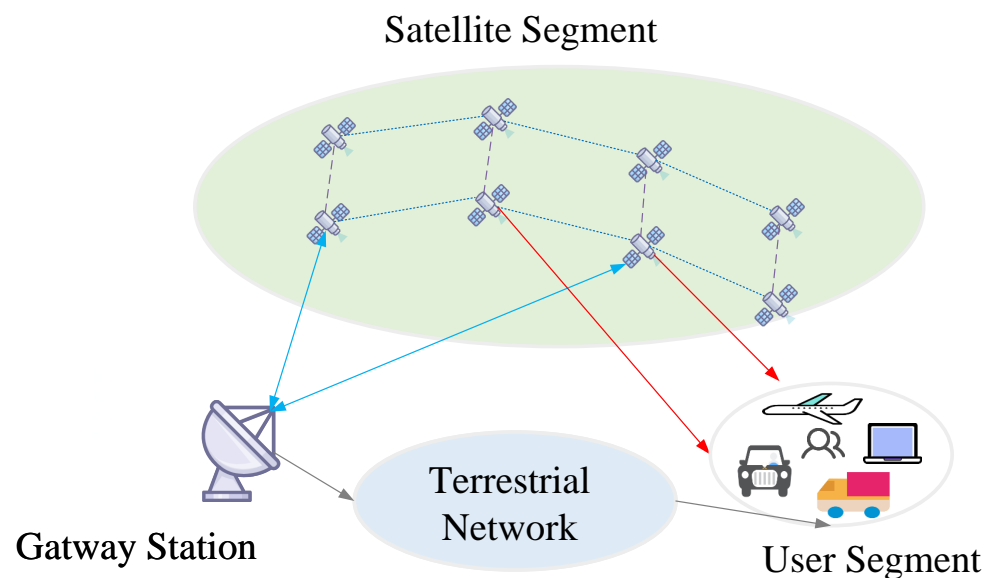 Satellite Segment
Terrestrial
Network
Gatway Station
User Segment